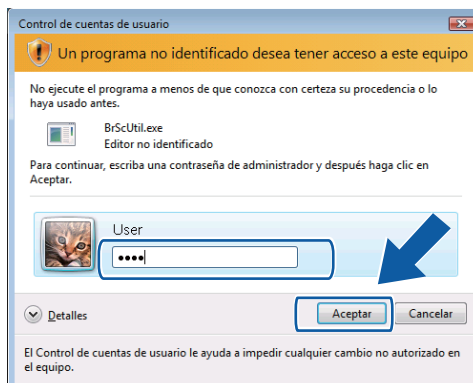 Control de cuentas de usuario
Un programa no identificado desea tener acceso a este equipo
No ejecute el programa a menos de que conozca con certeza su procedencia o lo
haya usado antes.
BrScUtil.exe
Editor no identificado
Para continuar, escriba una contraseña de administrador y después haga clic en
Aceptar.
User
••••
Detalles
Aceptar
Cancelar
El Control de cuentas de usuario le ayuda a impedir cualquier cambio no autorizado en
el equipo.